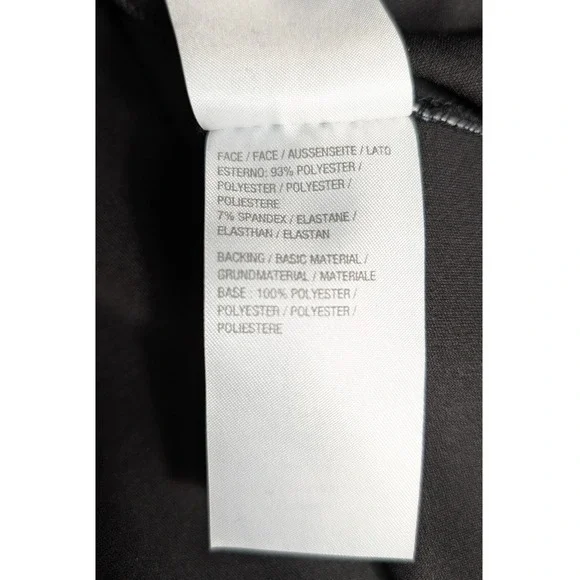 FACE / FACE / AUSSENSEITE / LATO
ESTERNO: 93% POLYESTER /
POLYESTER / POLYESTER /
POLIESTERE
7% SPANDEX / ELASTANE /
ELASTHAN / ELASTAN
BACKING / BASIC MATERIAL /
GRUNDMATERIAL / MATERIALE
BASE : 100% POLYESTER /
POLYESTER / POLYESTER /
POLIESTERE